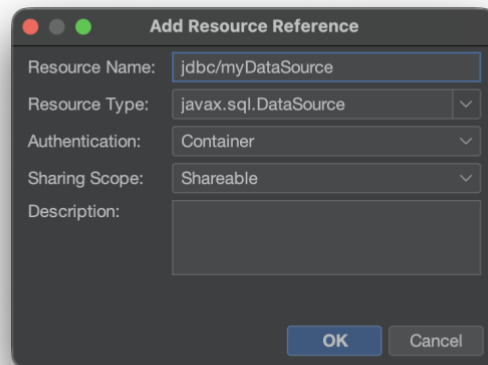 Add Resource Reference
Resource Name: jdbc/myDataSource
Resource Type: javax.sql.DataSource
Authentication: Container
Sharing Scope: Shareable
Description:
OK Cancel